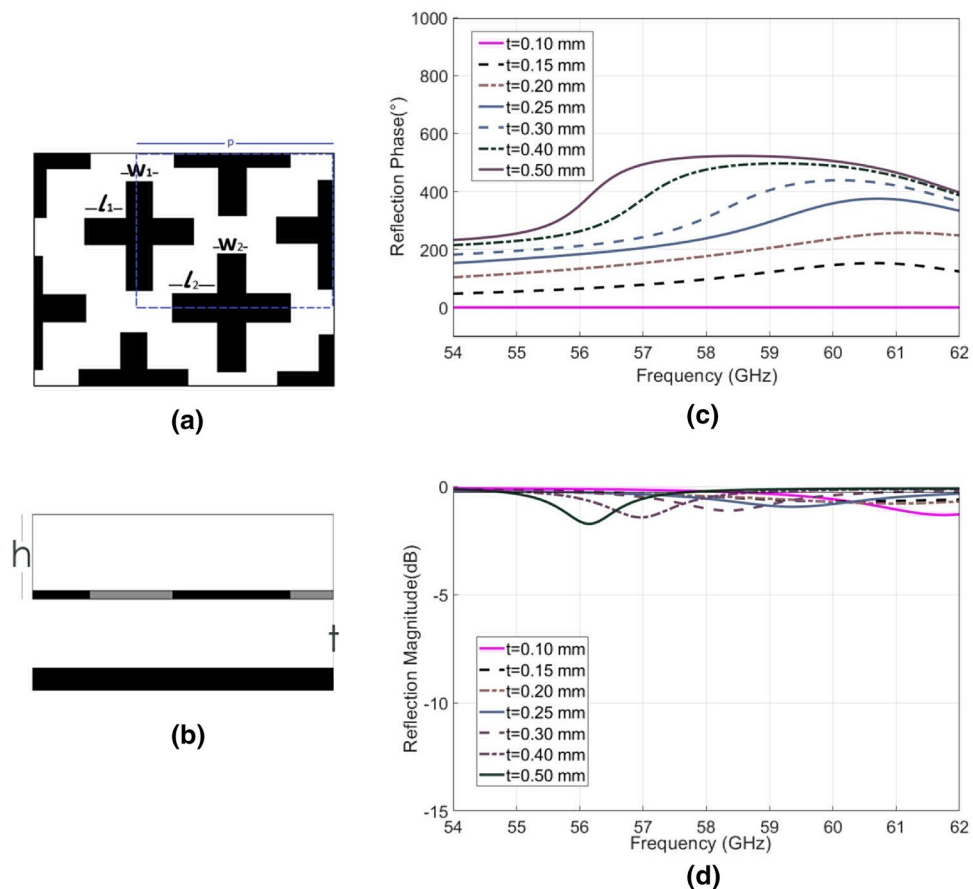 p
w₁
l₁
w₂
l₂
(a)
h
t
(b)
1000
800
600
400
200
0
Reflection Phase(°)
t=0.10 mm
t=0.15 mm
t=0.20 mm
t=0.25 mm
t=0.30 mm
t=0.40 mm
t=0.50 mm
54 55 56 57 58 59 60 61 62
Frequency (GHz)
(c)
0
-5
-10
-15
Reflection Magnitude(dB)
t=0.10 mm
t=0.15 mm
t=0.20 mm
t=0.25 mm
t=0.30 mm
t=0.40 mm
t=0.50 mm
54 55 56 57 58 59 60 61 62
Frequency (GHz)
(d)